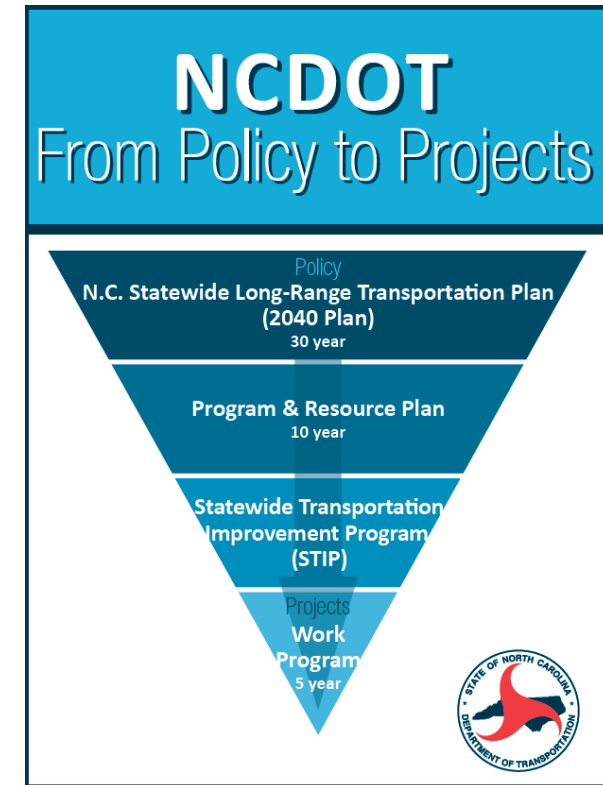 NCDOT
From Policy to Projects
Policy
N.C. Statewide Long-Range Transportation Plan
(2040 Plan)
30 year
Program & Resource Plan
10 year
Statewide Transportation
Improvement Program
(STIP)
Projects
Work
Program
5 year
STATE OF NORTH CAROLINA
DEPARTMENT OF TRANSPORTATION